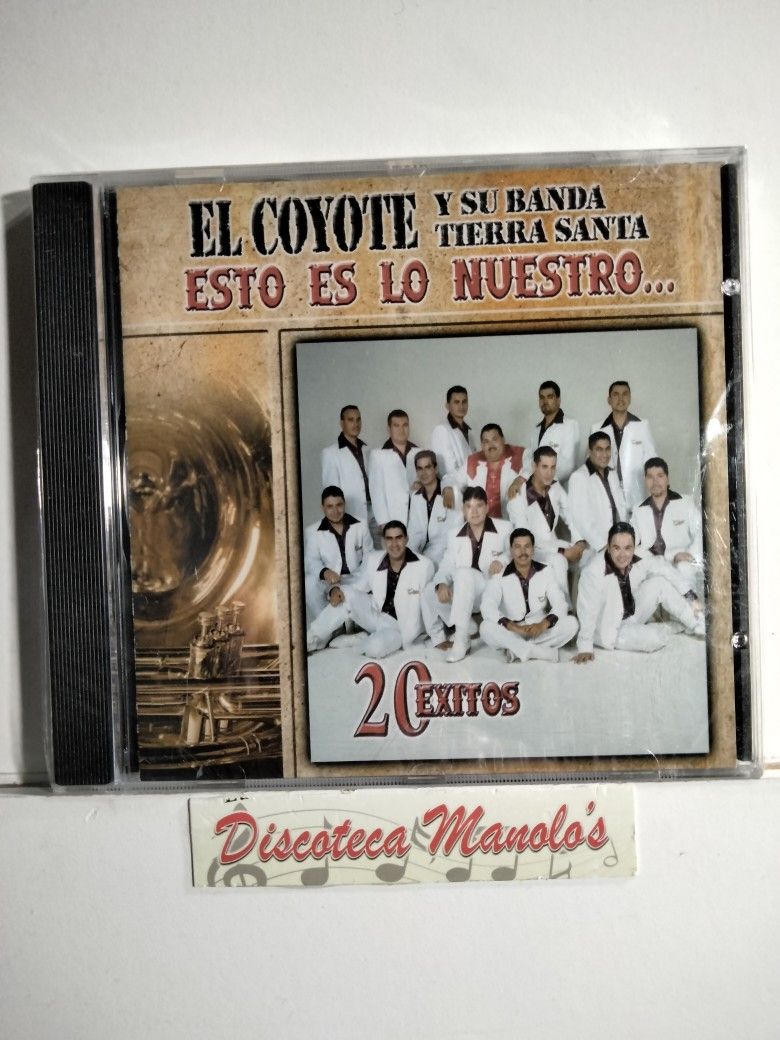 EL COYOTE Y SU BANDA
TIERRA SANTA
ESTO ES LO NUESTRO...
20 EXITOS
Discoteca Manolo's